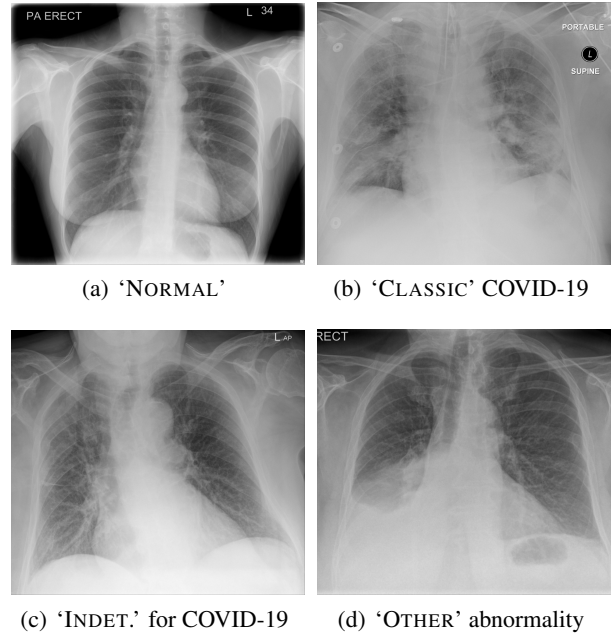 PA ERECT
L 34
PORTABLE
L
SUPINE
(a) ‘NORMAL’
(b) ‘CLASSIC’ COVID-19
L AP
RECT
(c) ‘INDET.’ for COVID-19
(d) ‘OTHER’ abnormality